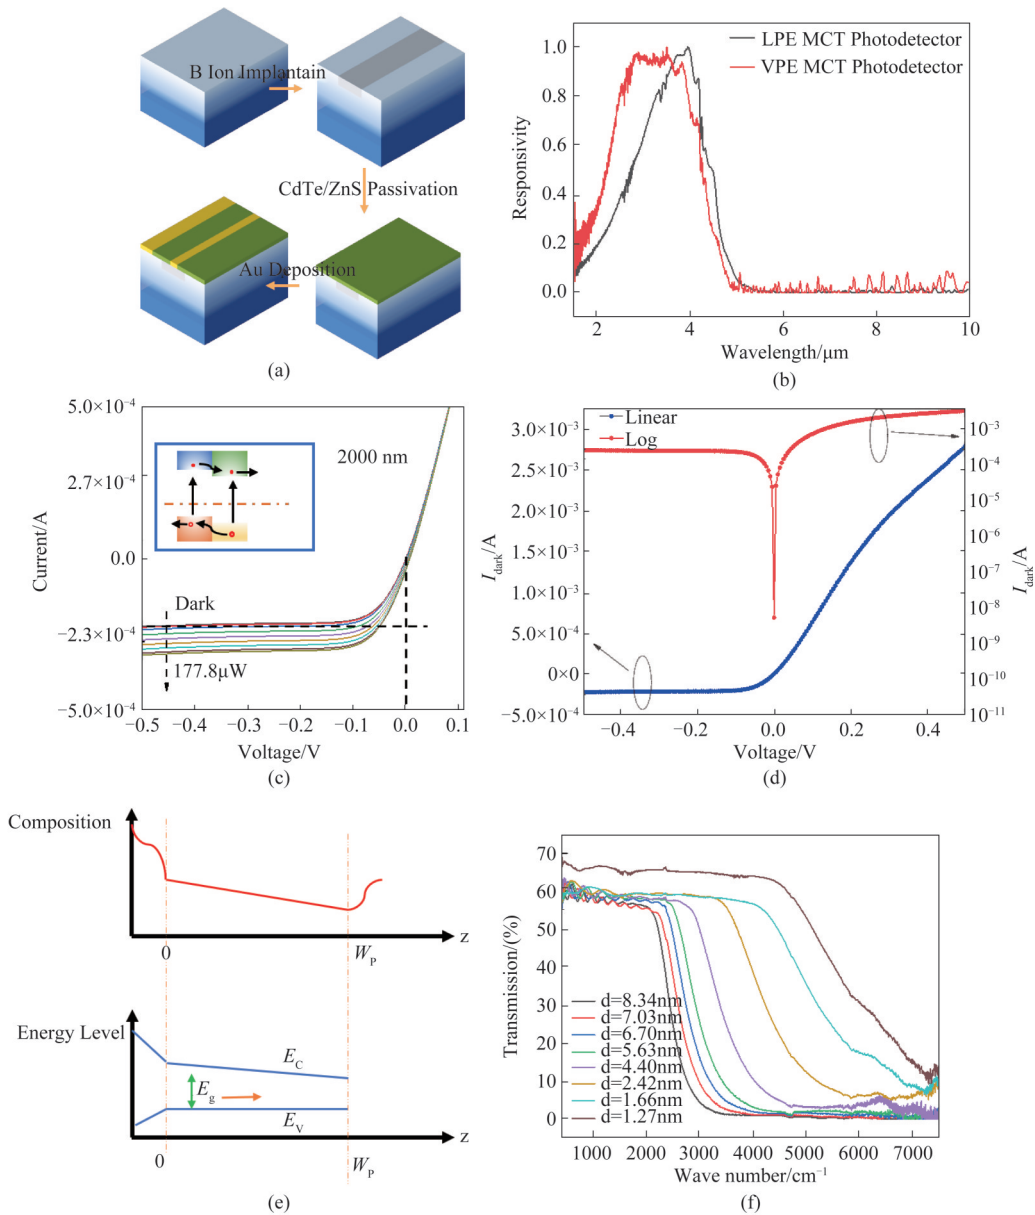 B Ion Implantain
CdTe/ZnS Passivation
Au Deposition
(a)
LPE MCT Photodetector
VPE MCT Photodetector
Responsivity
1.0
0.8
0.6
0.4
0.2
0.0
2 4 6 8 10
Wavelength/μm
(b)
5.0×10⁻⁴
2.7×10⁻⁴
0.0
−2.3×10⁻⁴
−5.0×10⁻⁴
Current/A
2000 nm
Dark
177.8μW
−0.5 −0.4 −0.3 −0.2 −0.1 0.0 0.1
Voltage/V
(c)
Linear
Log
3.0×10⁻³
2.5×10⁻³
2.0×10⁻³
1.5×10⁻³
1.0×10⁻³
5.0×10⁻⁴
0×0
−5.0×10⁻⁴
I_dark/A
10⁻³
10⁻⁴
10⁻⁵
10⁻⁶
10⁻⁷
10⁻⁸
10⁻⁹
10⁻¹⁰
10⁻¹¹
I_dark/A
−0.4 −0.2 0.0 0.2 0.4
Voltage/V
(d)
Composition
0 W_P z
Energy Level
E_C
E_g
E_V
0 W_P z
(e)
Transmission/(%)
70
60
50
40
30
20
10
0
d=8.34nm
d=7.03nm
d=6.70nm
d=5.63nm
d=4.40nm
d=2.42nm
d=1.66nm
d=1.27nm
1000 2000 3000 4000 5000 6000 7000
Wave number/cm⁻¹
(f)